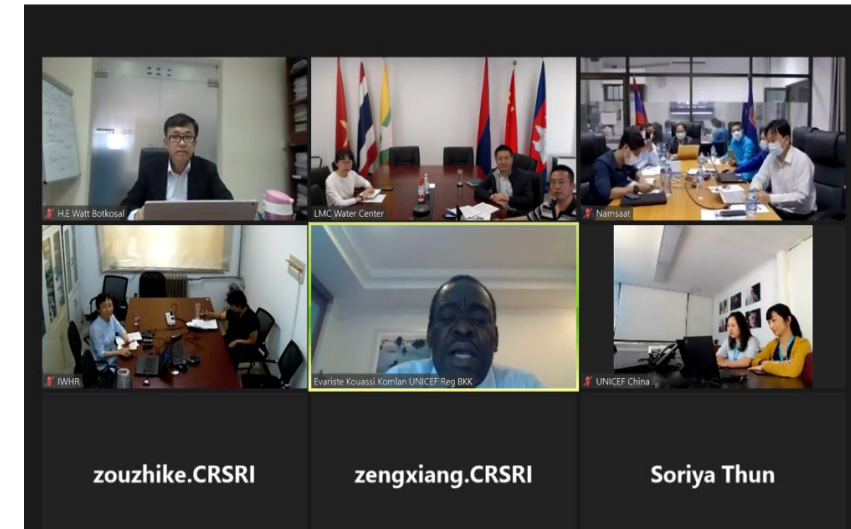 H.E Watt Botkosal
LMC Water Center
Namsaat
IWHR
Evariste Kouassi Komlan UNICEF Reg BKK
UNICEF China
zouzhike.CRSRI
zengxiang.CRSRI
Soriya Thun